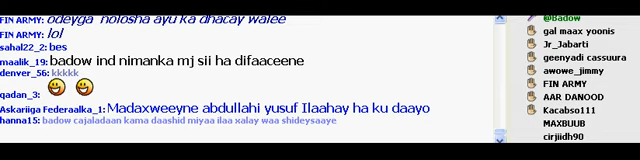 FIN ARMY: odeyga nolosha ayu ka dhacay walee
FIN ARMY: lol
sahal22_2: bes
maalik_19: badow ind nimanka mj sii ha difaaceene
denver_56: kkkkk
qadan_3:
Askariiga Federaalka_1: Madaxweeyne abdullahi yusuf Ilaahay ha ku daayo
hanna15: badow cajaladaan kama daashid miyaa ilaa xalay waa shideysaaye
@Badow
gal maax yoonis
Jr_Jabarti
geenyadi cassuura
awowe_jimmy
FIN ARMY
AAR DANOOD
Kacabso111
MAXBUUB
cirjiidh90